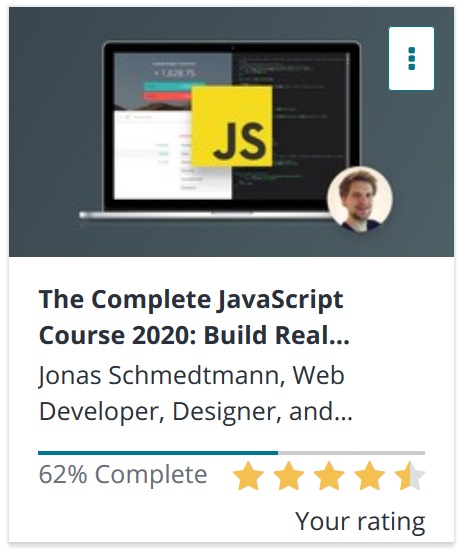 + 1,628.75
JS
The Complete JavaScript
Course 2020: Build Real...
Jonas Schmedtmann, Web
Developer, Designer, and...
62% Complete
Your rating